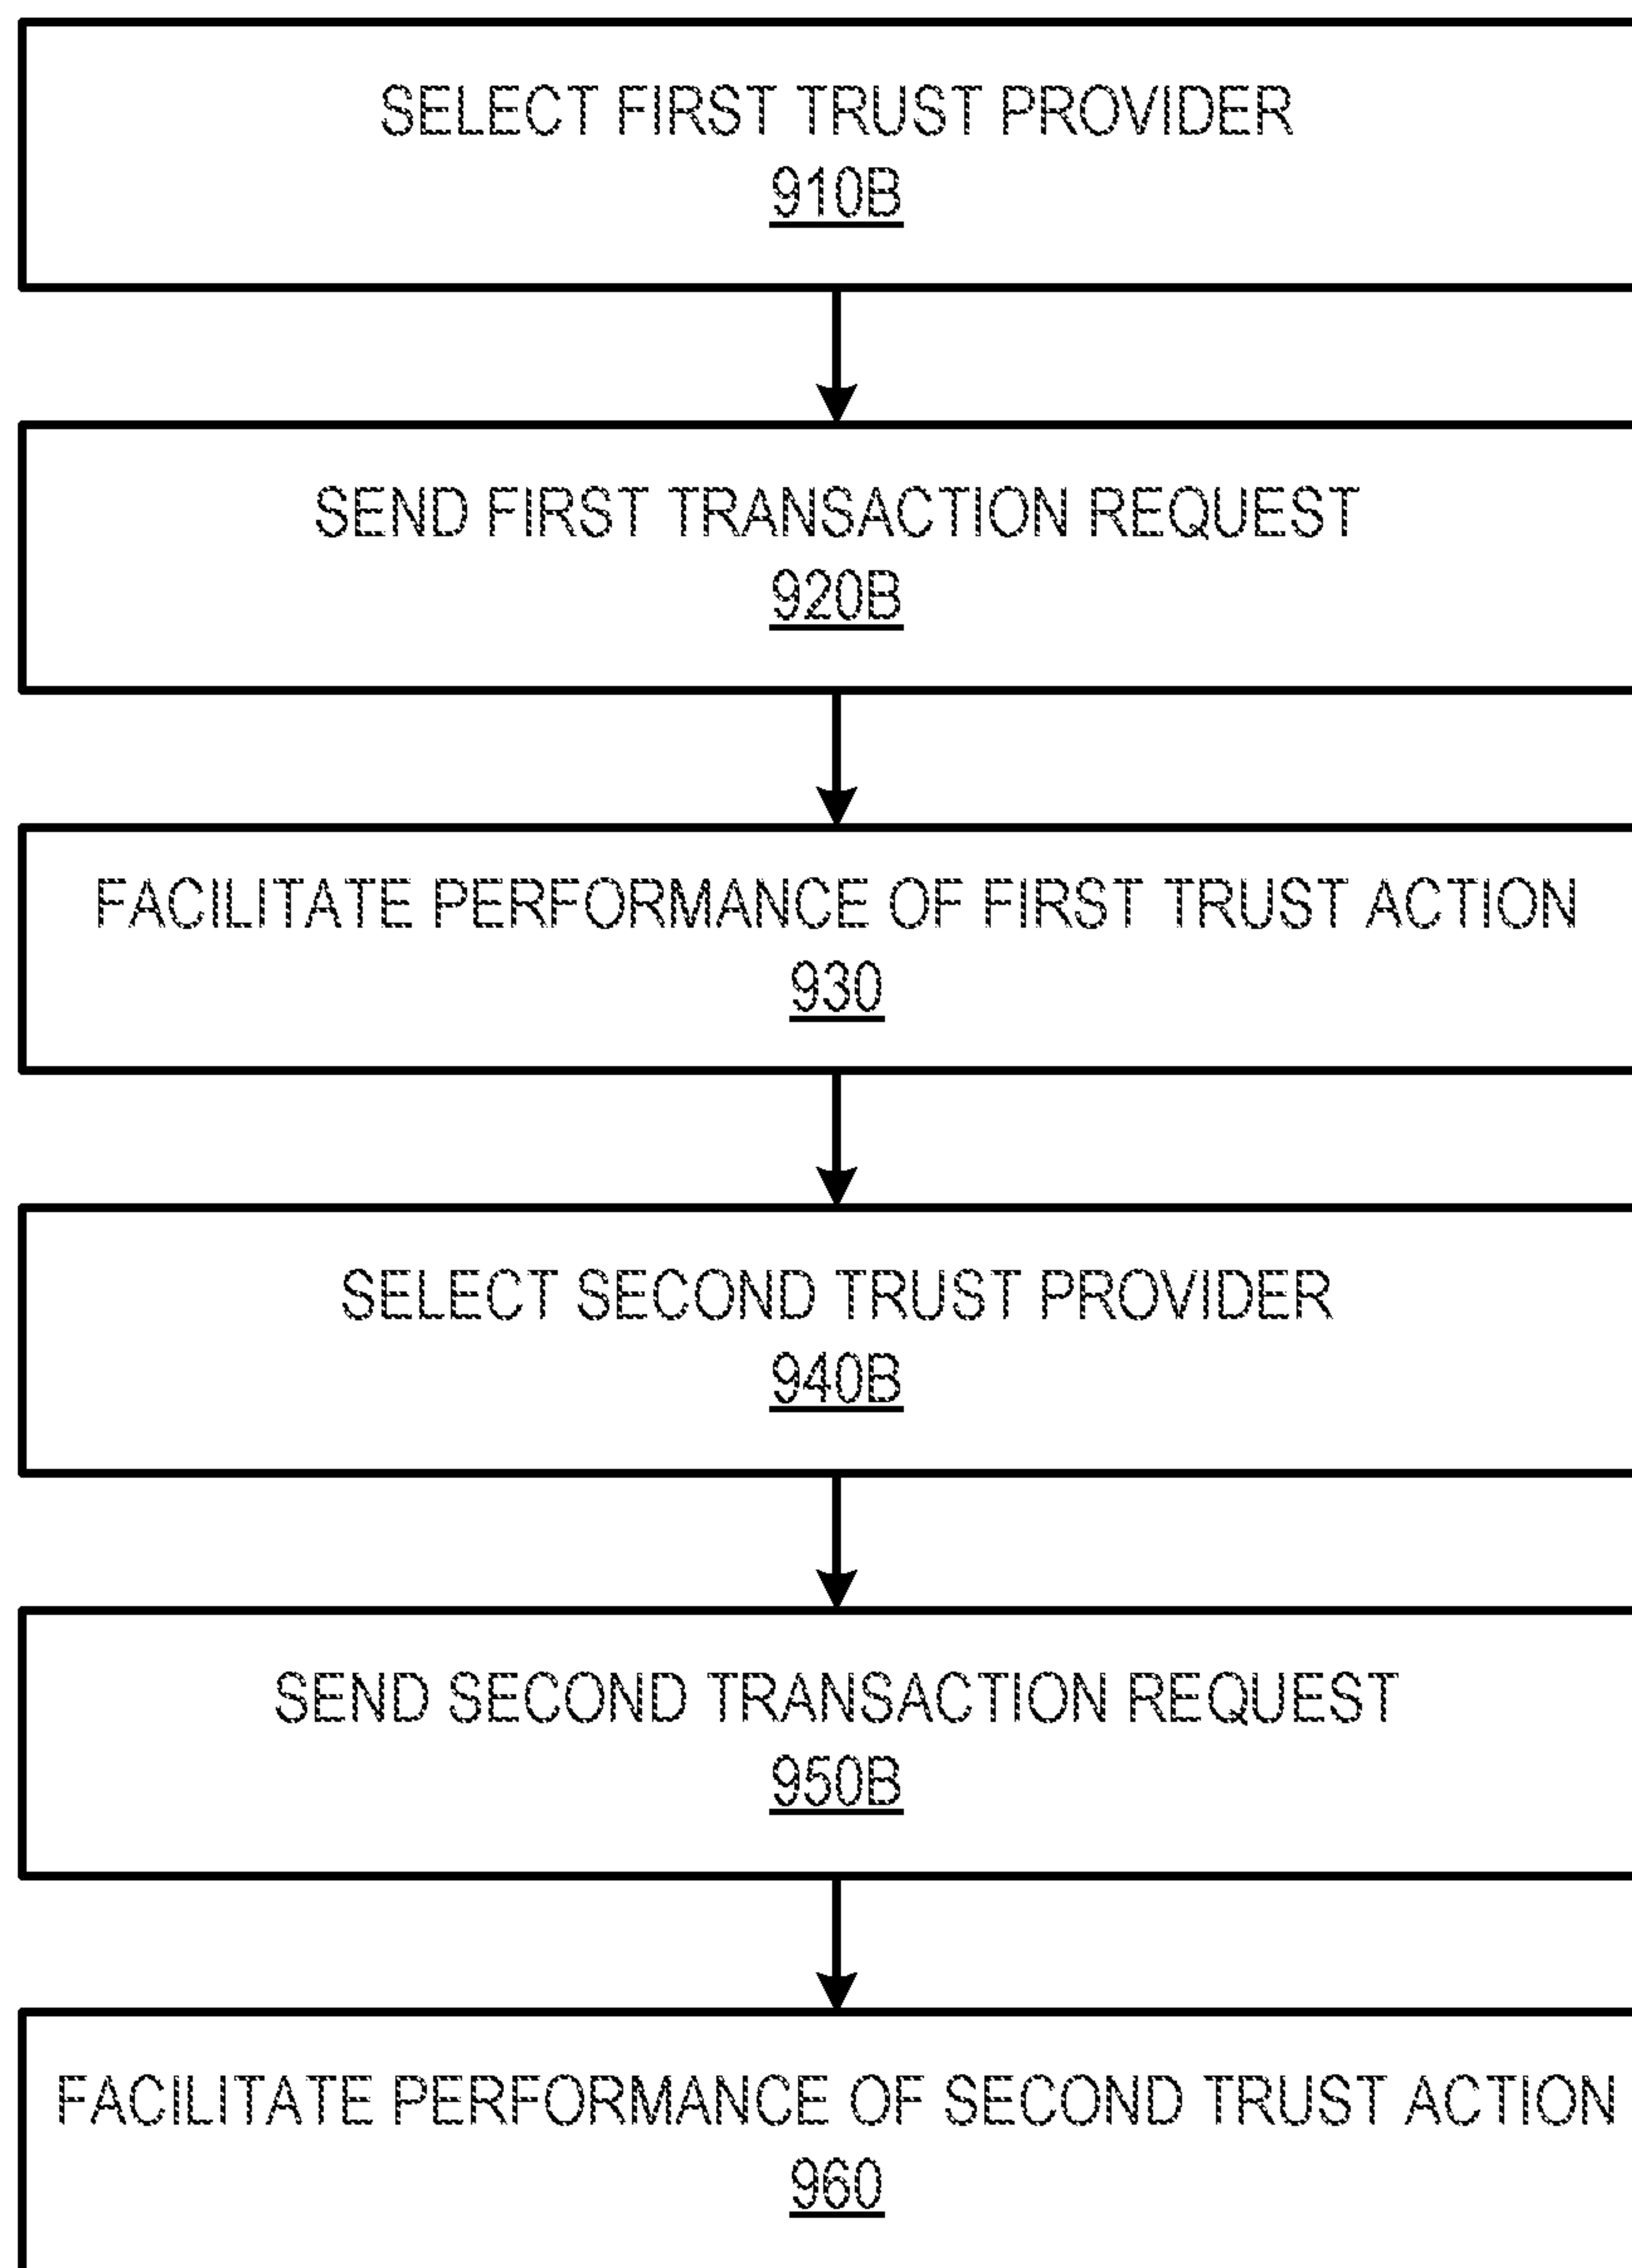 SELECT FIRST TRUST PROVIDER
910B
SEND FIRST TRANSACTION REQUEST
920B
FACILITATE PERFORMANCE OF FIRST TRUST ACTION
930
SELECT SECOND TRUST PROVIDER
940B
SEND SECOND TRANSACTION REQUEST
950B
FACILITATE PERFORMANCE OF SECOND TRUST ACTION
960